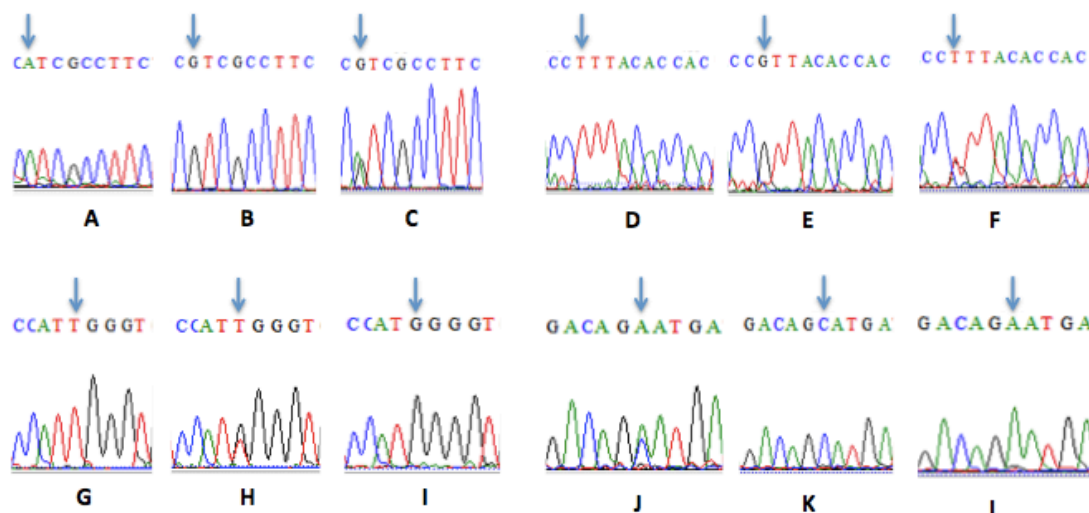 CATCGCCTTC CGTCGCCTTC CGTCGCCTTC CCTTTACACCAC CCGTTACACCAC CCTTTACACCAC
A B C D E F
CCATTGGGT CCATTGGGT CCATGGGGT GACAGAATGA GACAGCATGA GACAGAATGA
G H I J K L